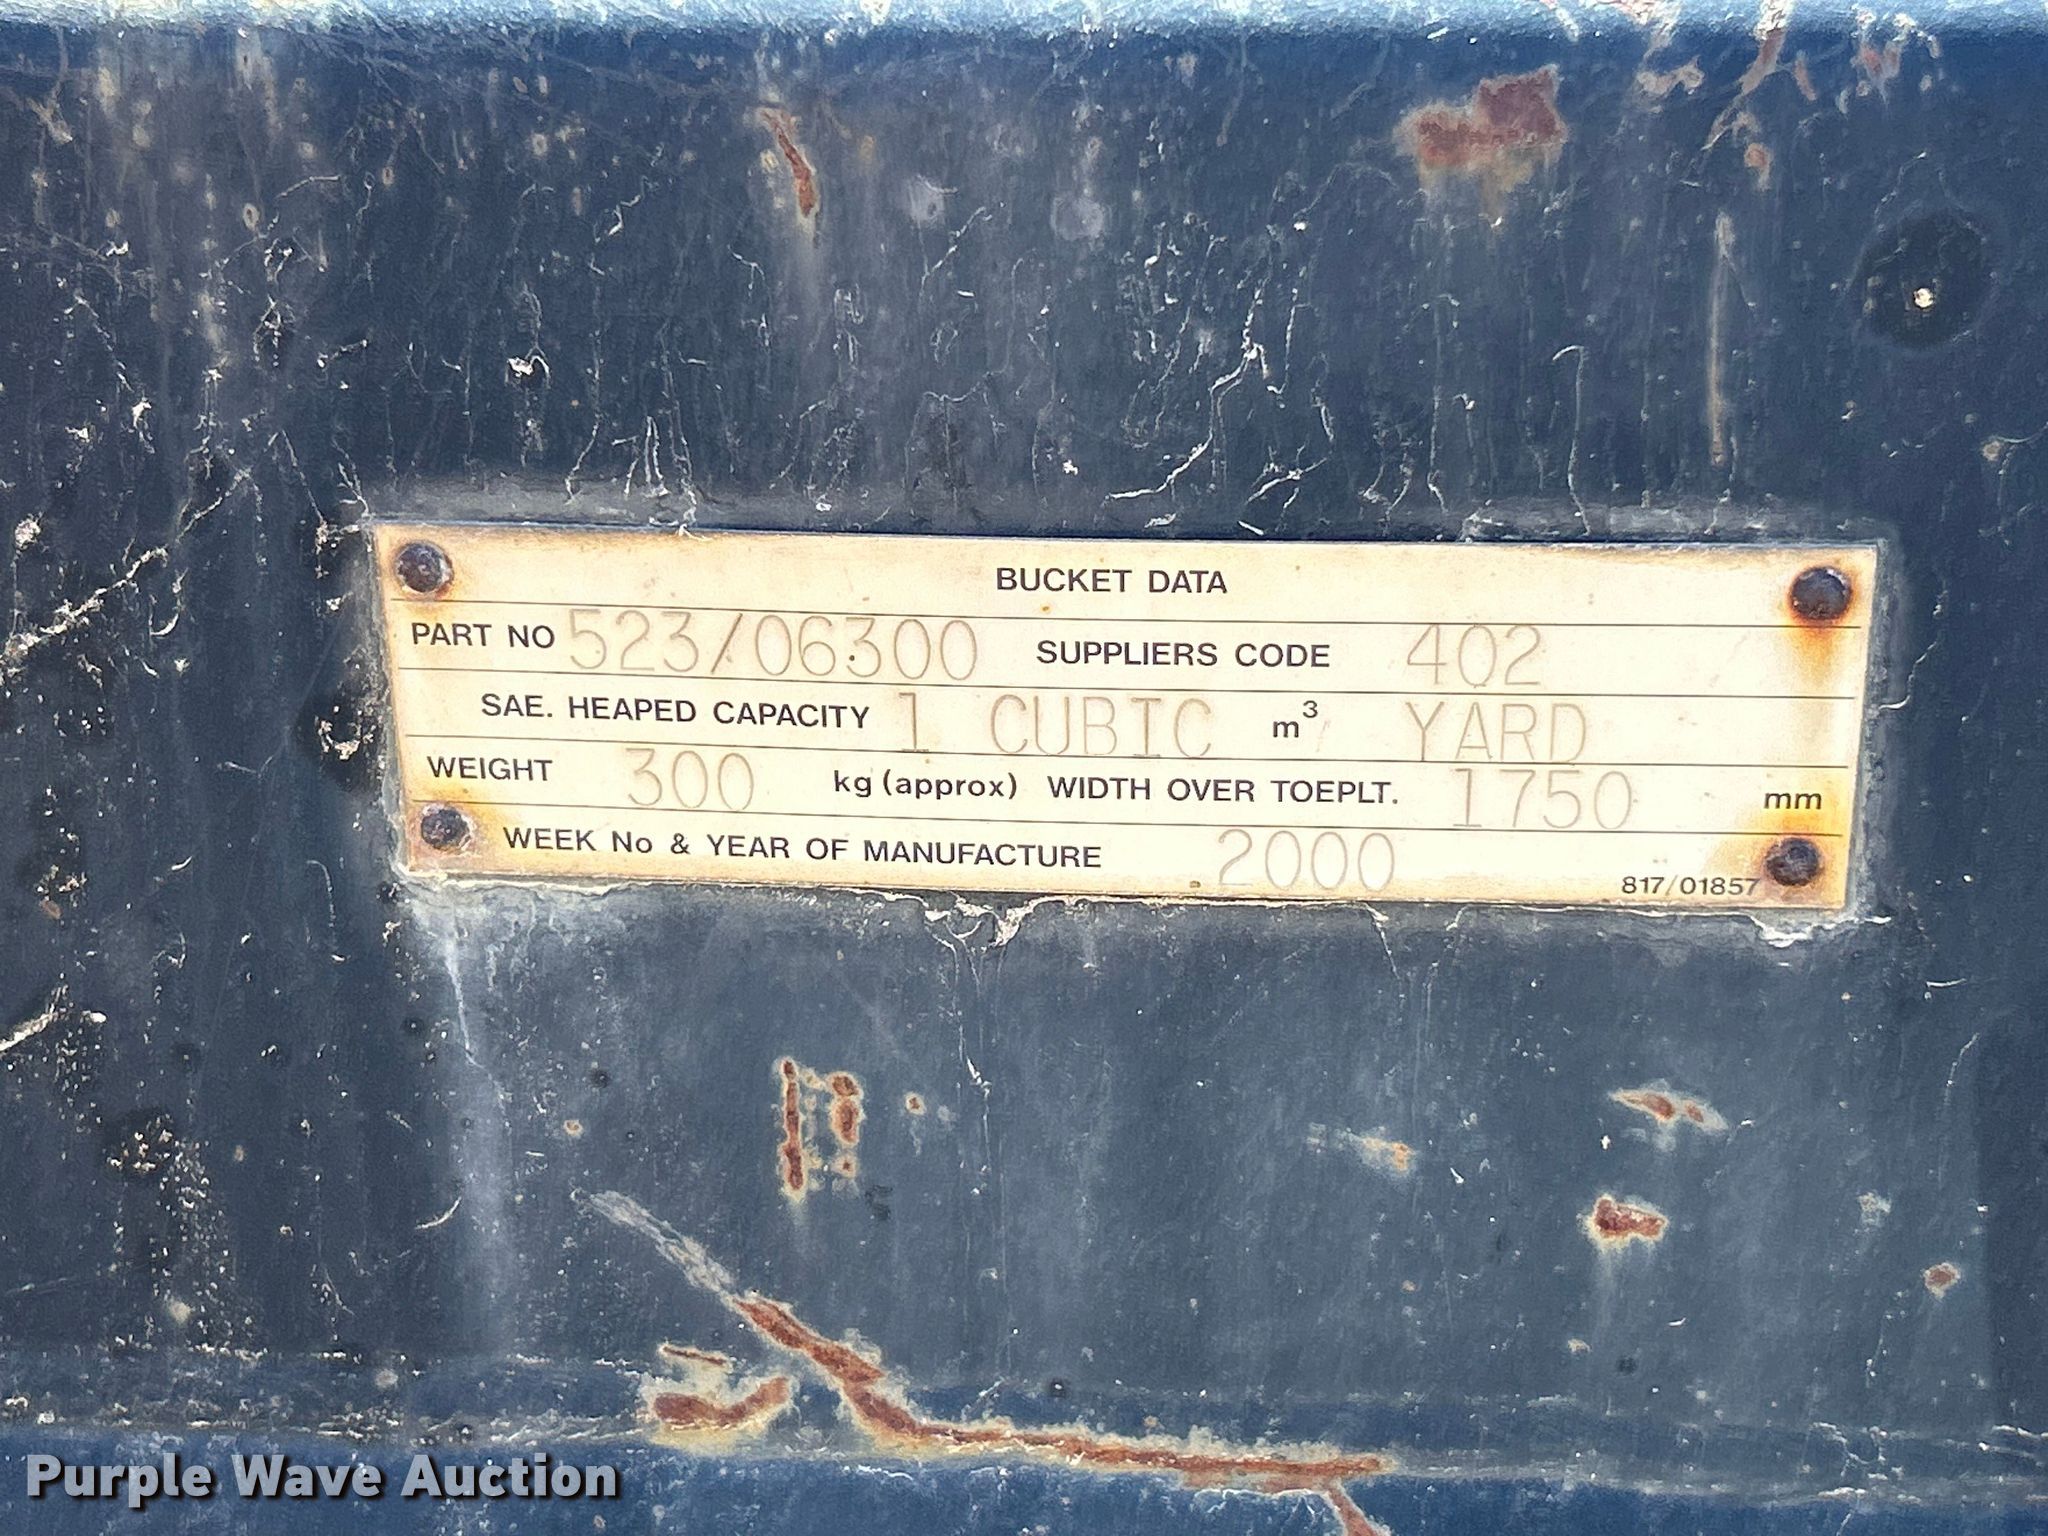 BUCKET DATA
PART NO 523/06300 SUPPLIERS CODE 402
SAE. HEAPED CAPACITY 1 CUBIC m³ YARD
WEIGHT 300 kg (approx) WIDTH OVER TOEPLT. 1750 mm
WEEK No & YEAR OF MANUFACTURE 2000
817/01857
Purple Wave Auction